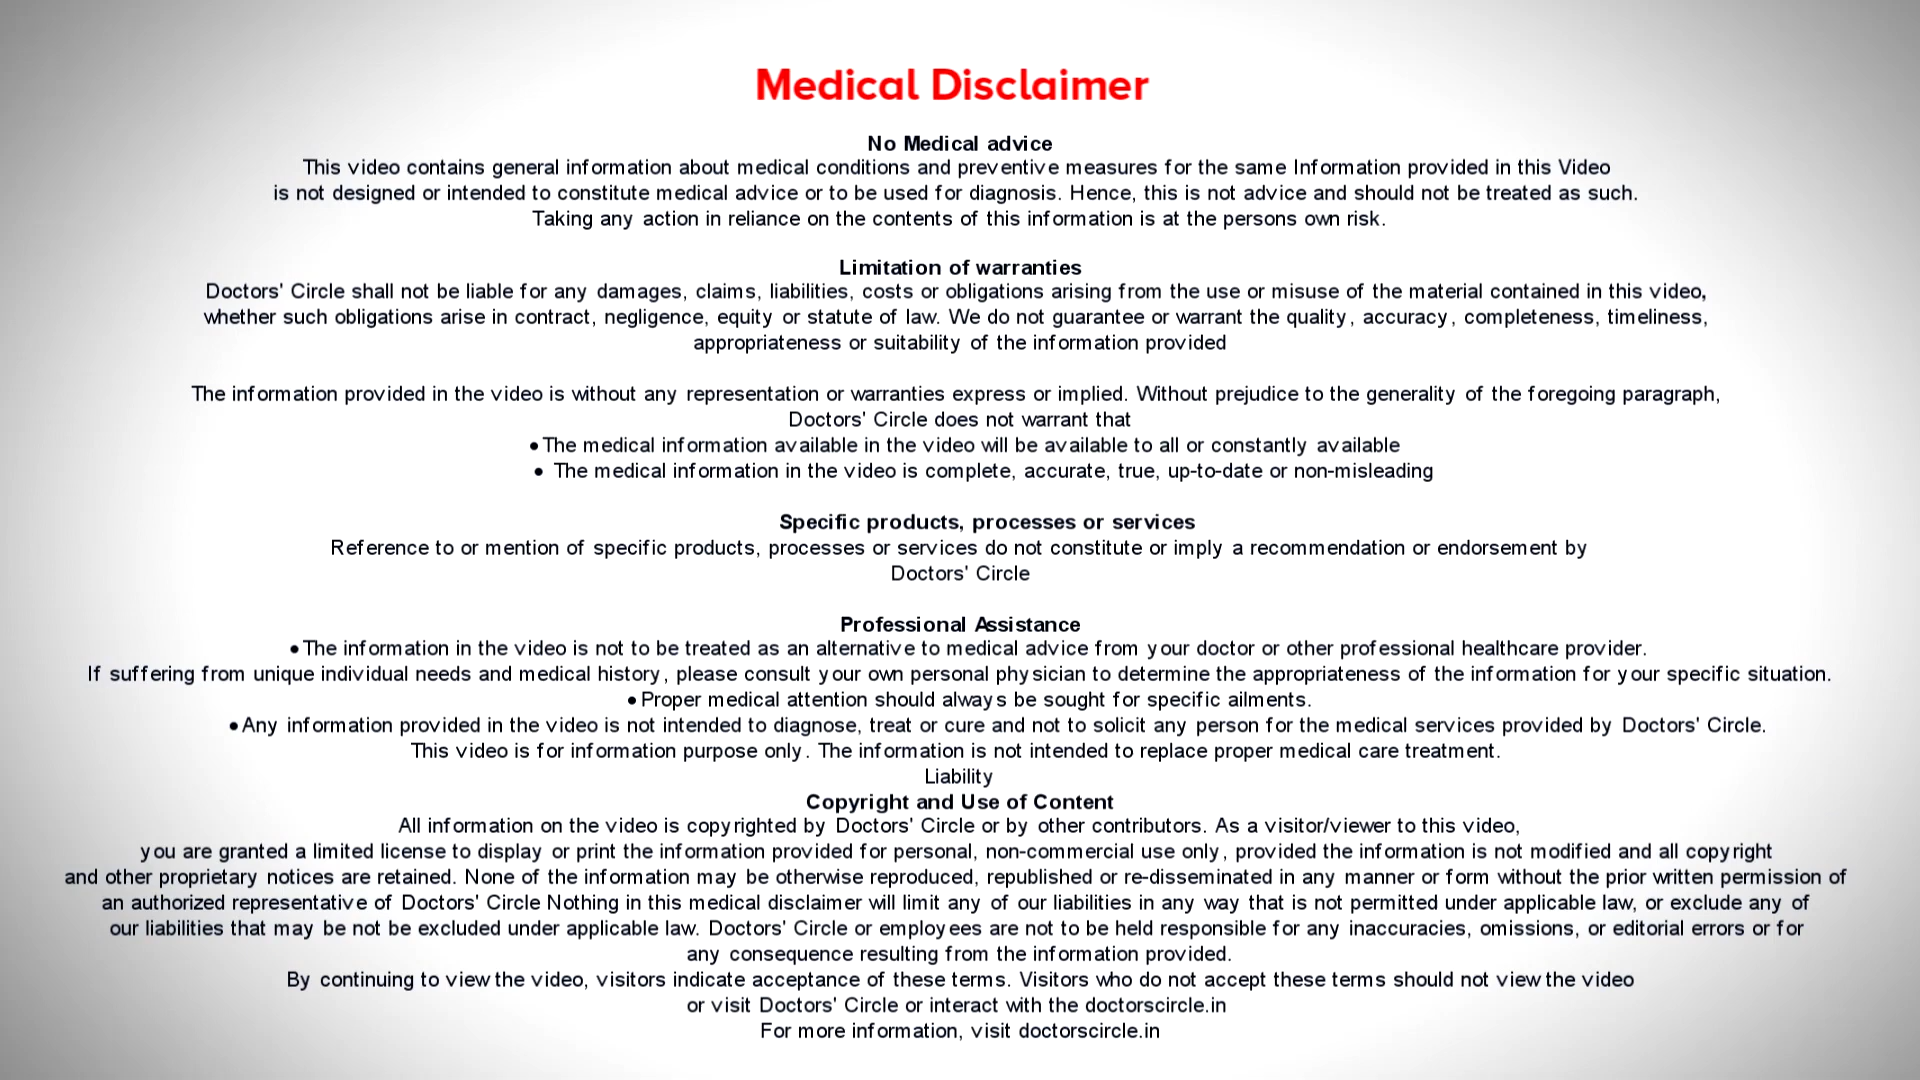 Medical Disclaimer
No Medical advice
This video contains general information about medical conditions and preventive measures for the same Information provided in this Video
is not designed or intended to constitute medical advice or to be used for diagnosis. Hence, this is not advice and should not be treated as such.
Taking any action in reliance on the contents of this information is at the persons own risk.
Limitation of warranties
Doctors' Circle shall not be liable for any damages, claims, liabilities, costs or obligations arising from the use or misuse of the material contained in this video,
whether such obligations arise in contract, negligence, equity or statute of law. We do not guarantee or warrant the quality, accuracy, completeness, timeliness,
appropriateness or suitability of the information provided
The information provided in the video is without any representation or warranties express or implied. Without prejudice to the generality of the foregoing paragraph,
Doctors' Circle does not warrant that
• The medical information available in the video will be available to all or constantly available
• The medical information in the video is complete, accurate, true, up-to-date or non-misleading
Specific products, processes or services
Reference to or mention of specific products, processes or services do not constitute or imply a recommendation or endorsement by
Doctors' Circle
Professional Assistance
• The information in the video is not to be treated as an alternative to medical advice from your doctor or other professional healthcare provider.
If suffering from unique individual needs and medical history, please consult your own personal physician to determine the appropriateness of the information for your specific situation.
• Proper medical attention should always be sought for specific ailments.
• Any information provided in the video is not intended to diagnose, treat or cure and not to solicit any person for the medical services provided by Doctors' Circle.
This video is for information purpose only. The information is not intended to replace proper medical care treatment.
Liability
Copyright and Use of Content
All information on the video is copyrighted by Doctors' Circle or by other contributors. As a visitor/viewer to this video,
you are granted a limited license to display or print the information provided for personal, non-commercial use only, provided the information is not modified and all copyright
and other proprietary notices are retained. None of the information may be otherwise reproduced, republished or re-disseminated in any manner or form without the prior written permission of
an authorized representative of Doctors' Circle Nothing in this medical disclaimer will limit any of our liabilities in any way that is not permitted under applicable law, or exclude any of
our liabilities that may be not be excluded under applicable law. Doctors' Circle or employees are not to be held responsible for any inaccuracies, omissions, or editorial errors or for
any consequence resulting from the information provided.
By continuing to view the video, visitors indicate acceptance of these terms. Visitors who do not accept these terms should not view the video
or visit Doctors' Circle or interact with the doctorscircle.in
For more information, visit doctorscircle.in